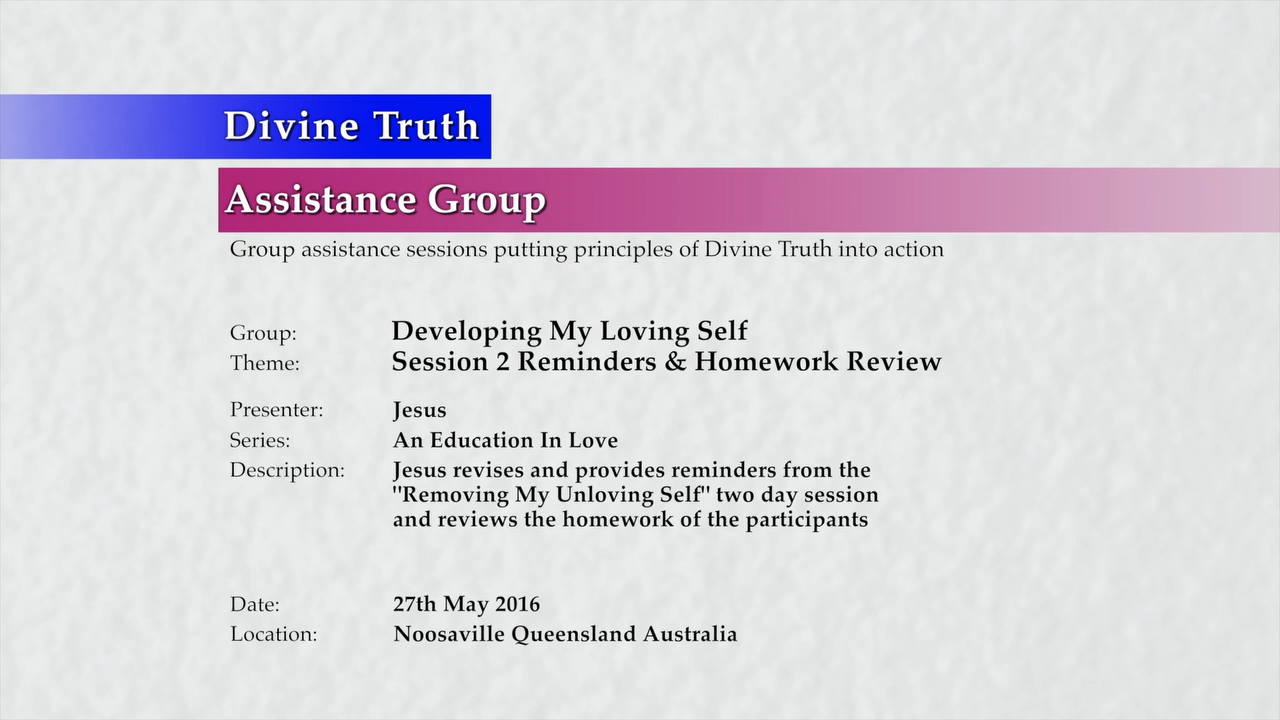 Divine Truth
Assistance Group
Group assistance sessions putting principles of Divine Truth into action
Group: Developing My Loving Self
Theme: Session 2 Reminders & Homework Review
Presenter: Jesus
Series: An Education In Love
Description: Jesus revises and provides reminders from the
"Removing My Unloving Self" two day session
and reviews the homework of the participants
Date: 27th May 2016
Location: Noosaville Queensland Australia